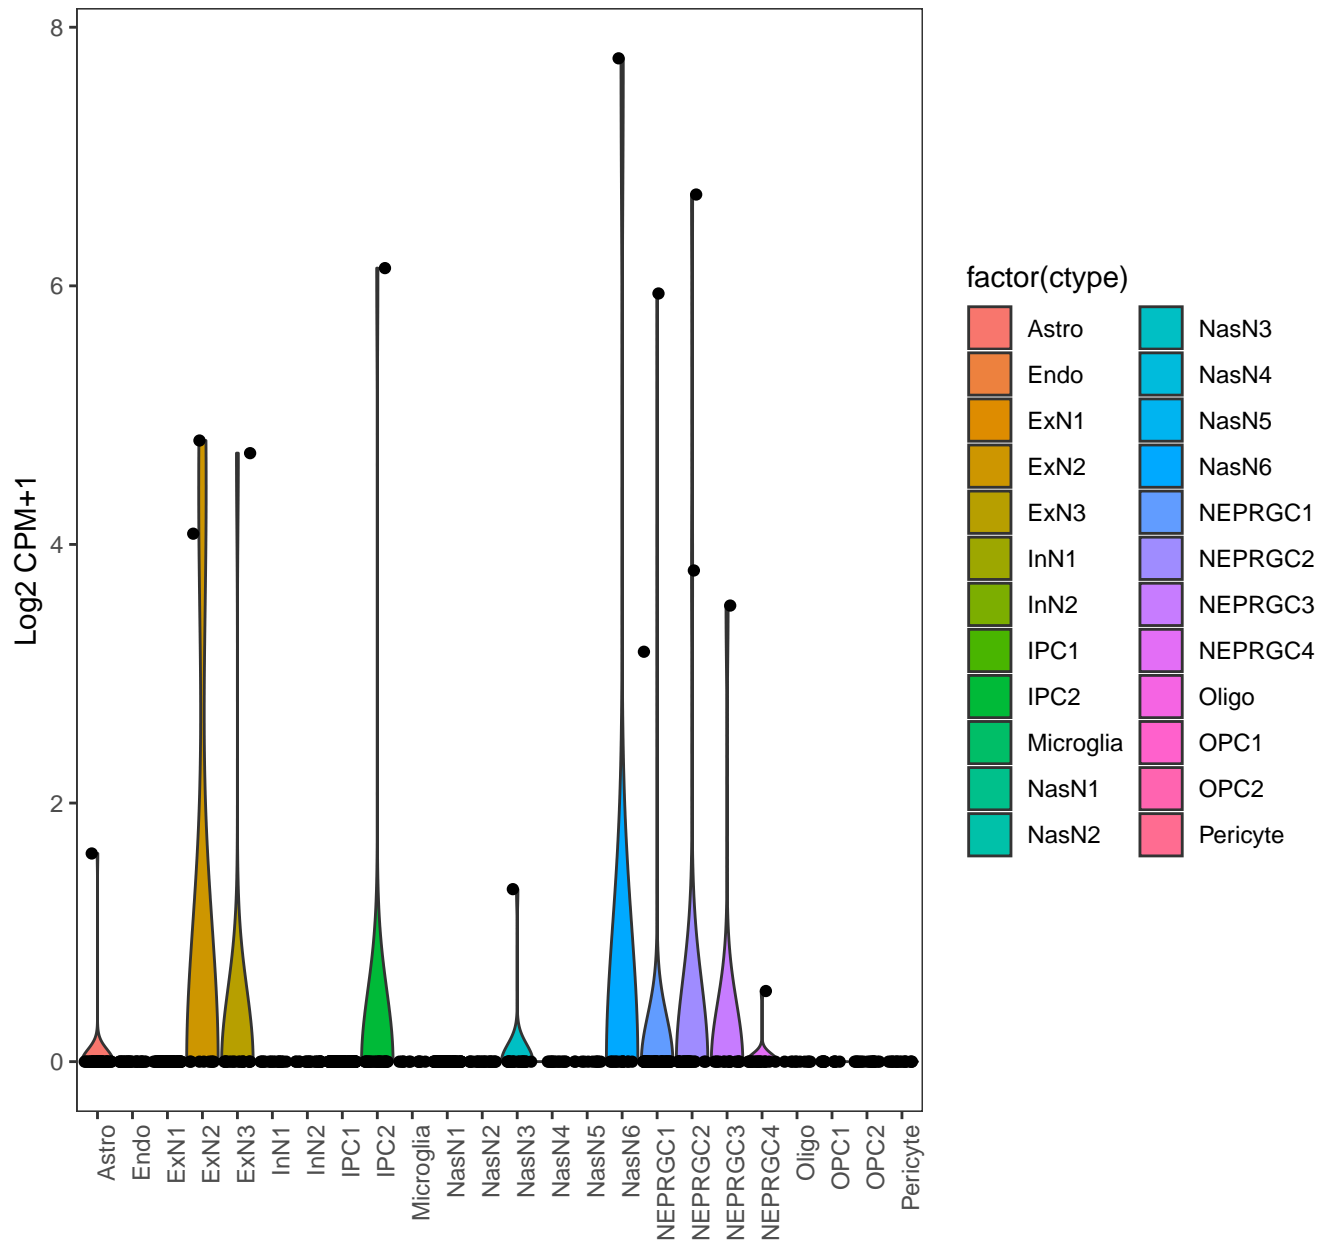 8
6
4
2
0
Log2 CPM+1
Astro
Endo
ExN1
ExN2
ExN3
InN1
InN2
IPC1
IPC2
Microglia
NasN1
NasN2
NasN3
NasN4
NasN5
NasN6
NEPRGC1
NEPRGC2
NEPRGC3
NEPRGC4
Oligo
OPC1
OPC2
Pericyte
factor(ctype)
Astro
Endo
ExN1
ExN2
ExN3
InN1
InN2
IPC1
IPC2
Microglia
NasN1
NasN2
NasN3
NasN4
NasN5
NasN6
NEPRGC1
NEPRGC2
NEPRGC3
NEPRGC4
Oligo
OPC1
OPC2
Pericyte